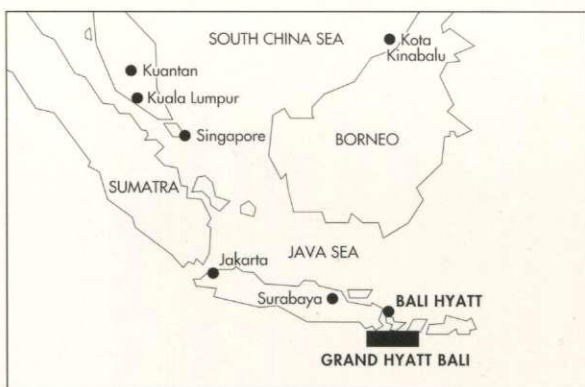 SOUTH CHINA SEA
Kota
Kinabalu
Kuantan
Kuala Lumpur
Singapore
BORNEO
SUMATRA
JAVA SEA
Jakarta
Surabaya
BALI HYATT
GRAND HYATT BALI